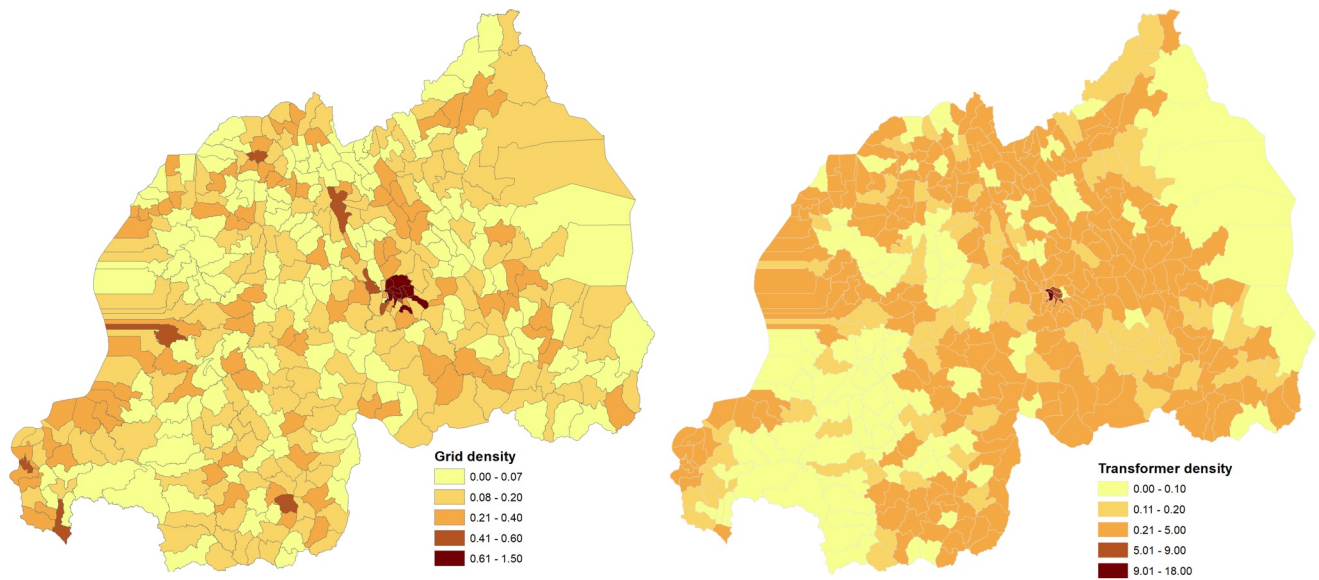 Grid density
0.00 - 0.07
0.08 - 0.20
0.21 - 0.40
0.41 - 0.60
0.61 - 1.50
Transformer density
0.00 - 0.10
0.11 - 0.20
0.21 - 5.00
5.01 - 9.00
9.01 - 18.00